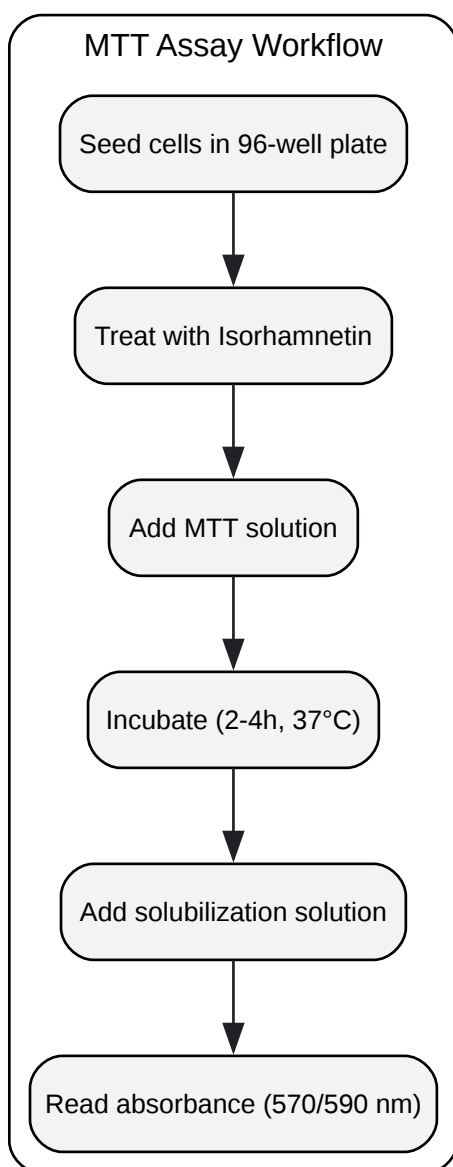 MTT Assay Workflow
Seed cells in 96-well plate
Treat with Isorhamnetin
Add MTT solution
Incubate (2-4h, 37°C)
Add solubilization solution
Read absorbance (570/590 nm)